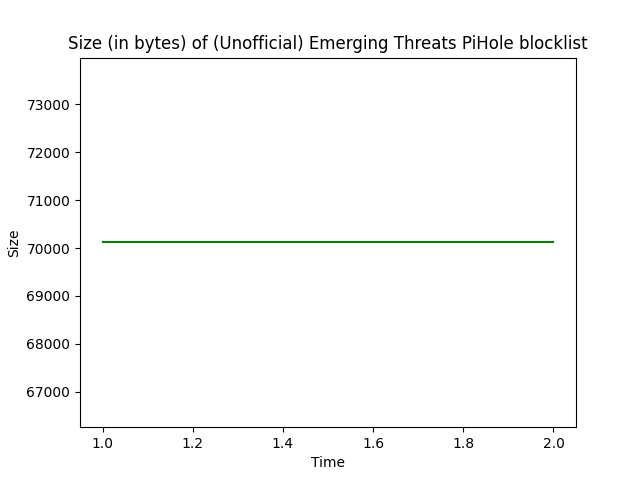 Size (in bytes) of (Unofficial) Emerging Threats PiHole blocklist
73000
72000
71000
70000
69000
68000
67000
Size
1.0 1.2 1.4 1.6 1.8 2.0
Time